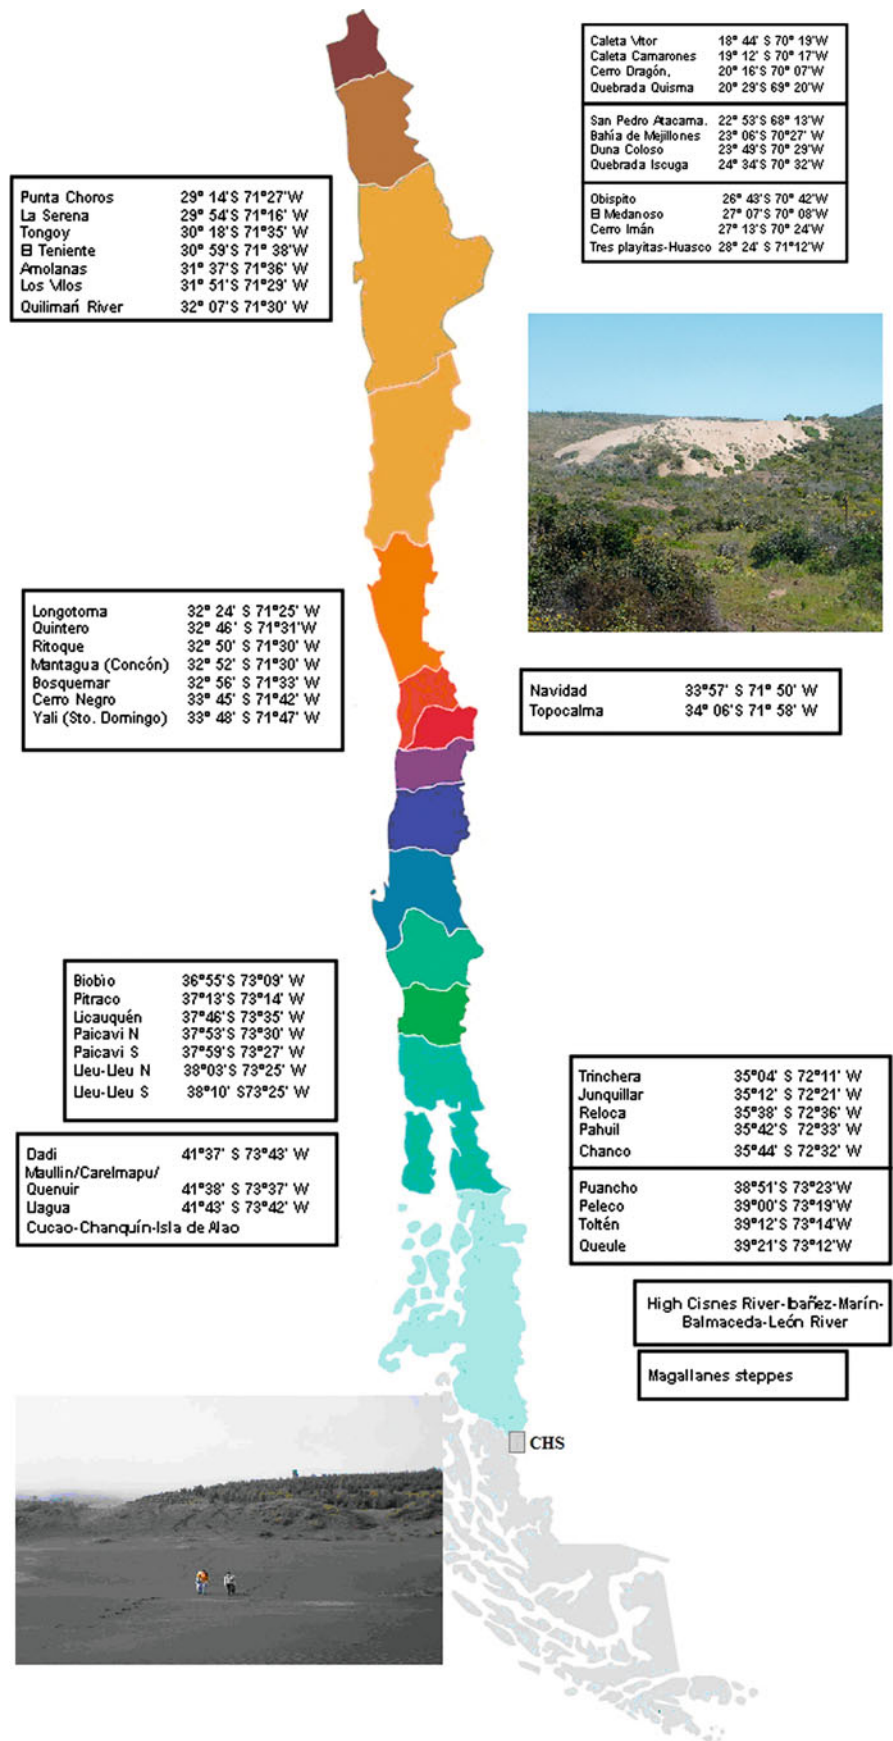 Caleta Vitor 18° 44' S 70° 19'W
Caleta Camarones 19° 12' S 70° 17'W
Cerro Dragón, 20° 16'S 70° 07'W
Quebrada Quisma 20° 29'S 69° 20'W
San Pedro Atacama. 22° 53'S 68° 13'W
Bahía de Mejillones 23° 06'S 70°27' W
Duna Coloso 23° 49'S 70° 29'W
Quebrada Iscuga 24° 34'S 70° 32'W
Obispito 26° 43'S 70° 42'W
El Medanoso 27° 07'S 70° 08'W
Cerro Imán 27° 13'S 70° 24'W
Tres playitas-Huasco 28° 24' S 71°12'W
Punta Choros 29° 14'S 71°27'W
La Serena 29° 54'S 71°16' W
Tongoy 30° 18'S 71°35' W
El Teniente 30° 59'S 71° 38'W
Amolanas 31° 37'S 71°36' W
Los Vilos 31° 51'S 71°29' W
Quilimarí River 32° 07'S 71°30' W
Longotoma 32° 24' S 71°25' W
Quintero 32° 46' S 71°31'W
Ritoque 32° 50' S 71°30' W
Mantagua (Concón) 32° 52' S 71°30' W
Bosquemar 32° 56' S 71°33' W
Cerro Negro 33° 45' S 71°42' W
Yali (Sto. Domingo) 33° 48' S 71°47' W
Navidad 33°57' S 71° 50' W
Topocalma 34° 06'S 71° 58' W
Biobìo 36°55'S 73°09' W
Pitraco 37°13'S 73°14' W
Licauquén 37°46'S 73°35' W
Paicavi N 37°53'S 73°30' W
Paicavi S 37°59'S 73°27' W
Lleu-Lleu N 38°03'S 73°25' W
Lleu-Lleu S 38°10' S73°25' W
Trinchera 35°04' S 72°11' W
Junquillar 35°12' S 72°21' W
Reloca 35°38' S 72°36' W
Pahuil 35°42'S 72°33' W
Chanco 35°44' S 72°32' W
Puancho 38°51'S 73°23'W
Peleco 39°00'S 73°19'W
Toltén 39°12'S 73°14'W
Queule 39°21'S 73°12'W
Dadi 41°37' S 73°43' W
Maullin/Carelmapu/
Quenuir 41°38' S 73°37' W
Llagua 41°43' S 73°42' W
Cucao-Chanquín-Isla de Alao
High Cisnes River-Ibañez-Marín-
Balmaceda-León River
Magallanes steppes
CHS